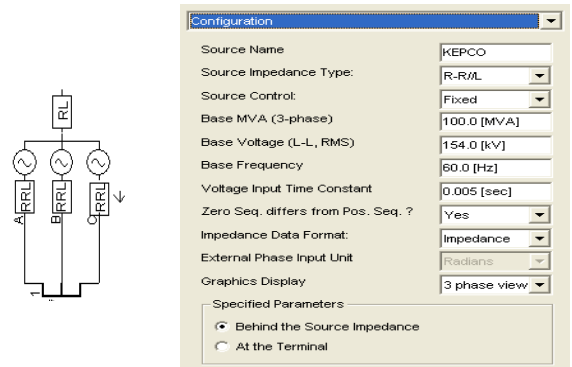 RL
A RRL
B RRL
C RRL
1
Configuration
Source Name KEPCO
Source Impedance Type: R-R//L
Source Control: Fixed
Base MVA (3-phase) 100.0 [MVA]
Base Voltage (L-L, RMS) 154.0 [kV]
Base Frequency 60.0 [Hz]
Voltage Input Time Constant 0.005 [sec]
Zero Seq. differs from Pos. Seq. ? Yes
Impedance Data Format: Impedance
External Phase Input Unit Radians
Graphics Display 3 phase view
Specified Parameters
Behind the Source Impedance
At the Terminal